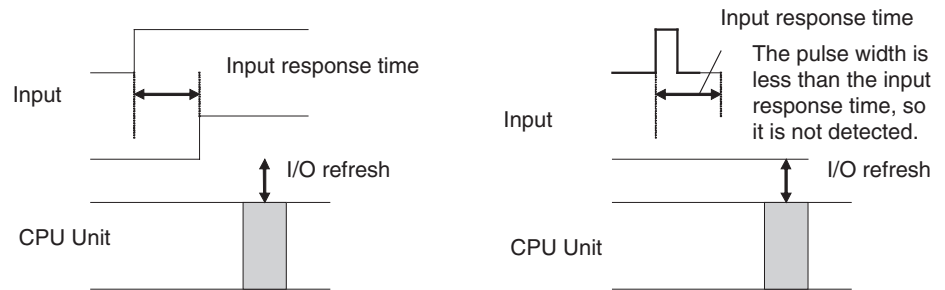 Input response time
Input
I/O refresh
CPU Unit
Input response time
The pulse width is
less than the input
response time, so
it is not detected.
Input
I/O refresh
CPU Unit